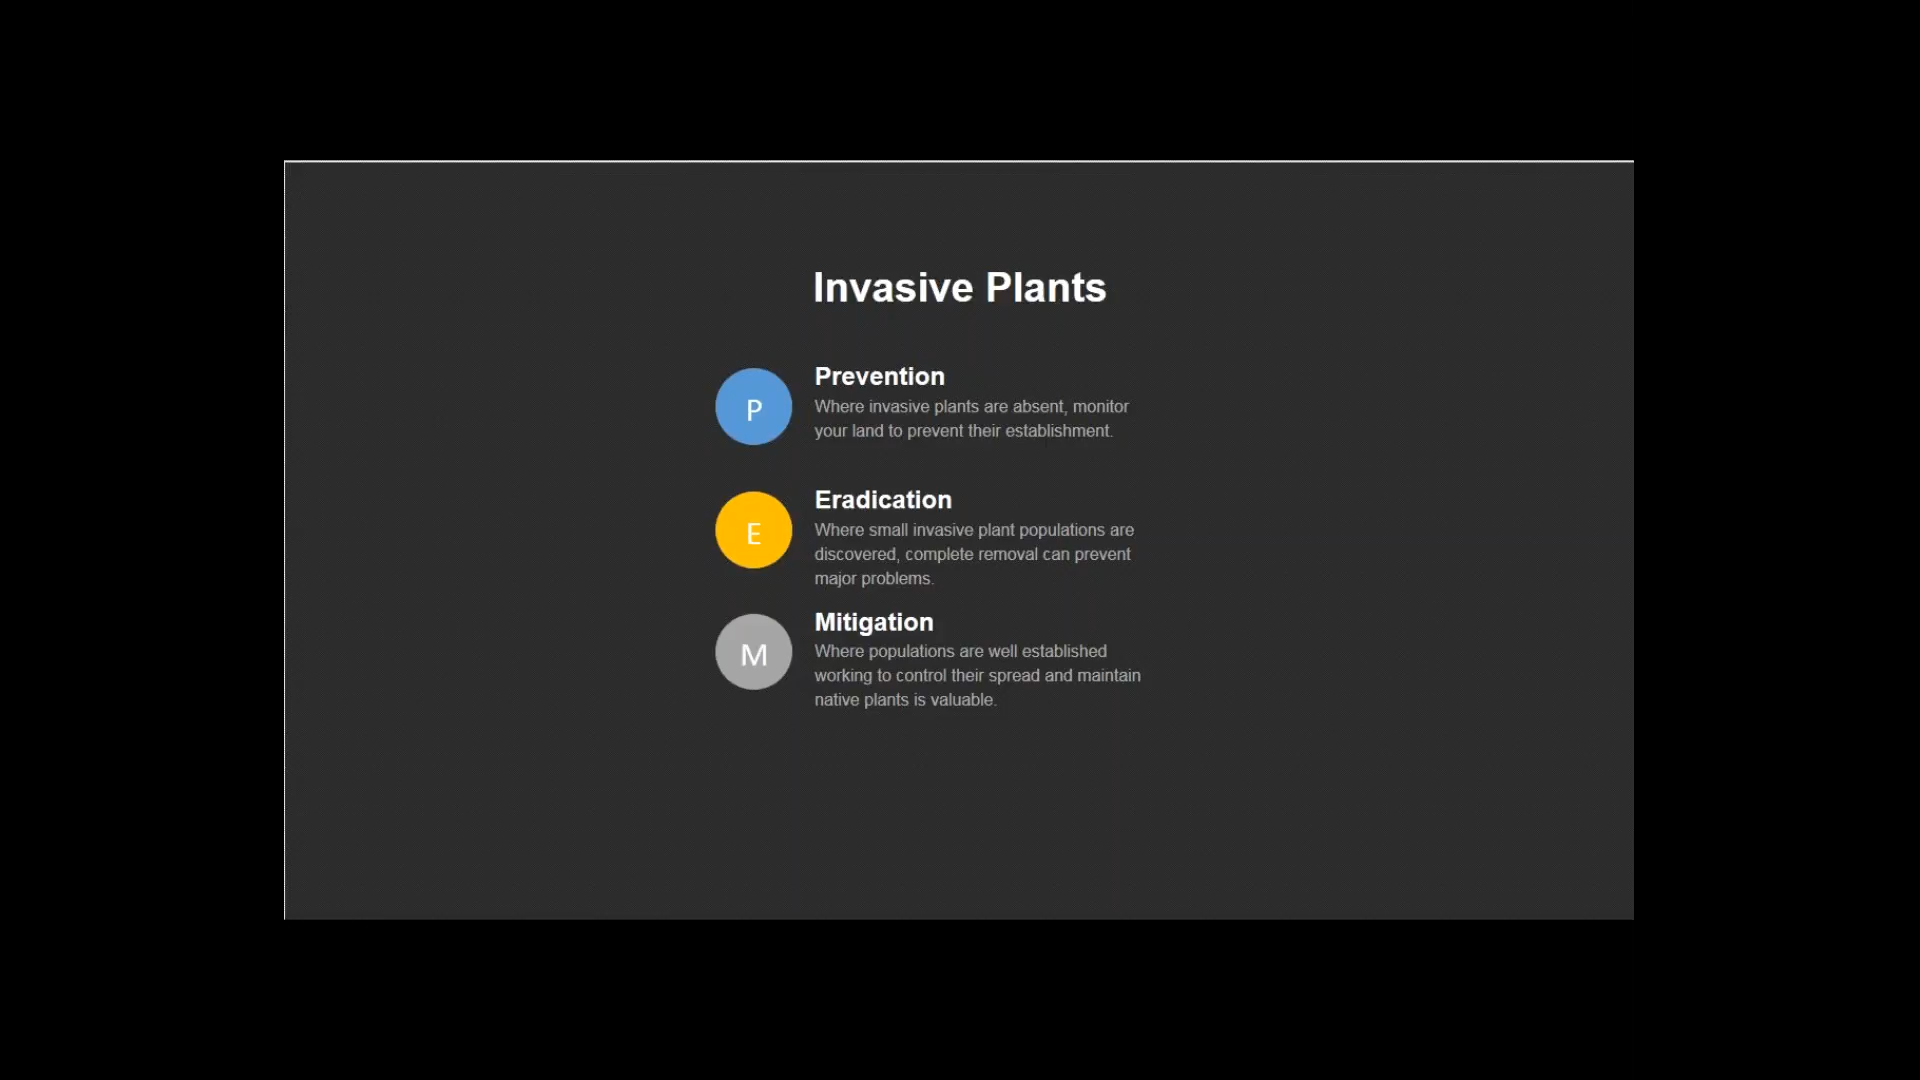 Invasive Plants
P
Prevention
Where invasive plants are absent, monitor
your land to prevent their establishment.
E
Eradication
Where small invasive plant populations are
discovered, complete removal can prevent
major problems.
M
Mitigation
Where populations are well established
working to control their spread and maintain
native plants is valuable.